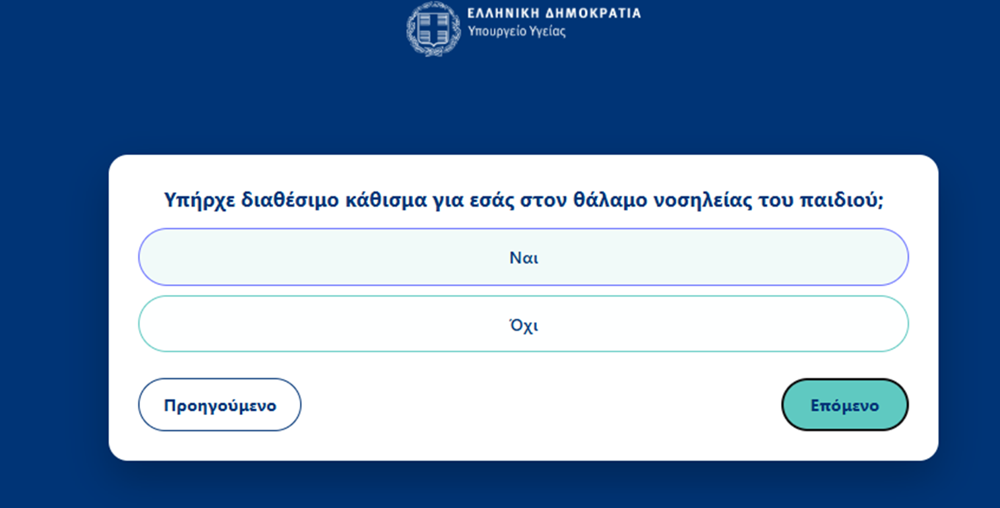 ΕΛΛΗΝΙΚΗ ΔΗΜΟΚΡΑΤΙΑ
Υπουργείο Υγείας
Υπήρχε διαθέσιμο κάθισμα για εσάς στον θάλαμο νοσηλείας του παιδιού;
Ναι
Όχι
Προηγούμενο
Επόμενο